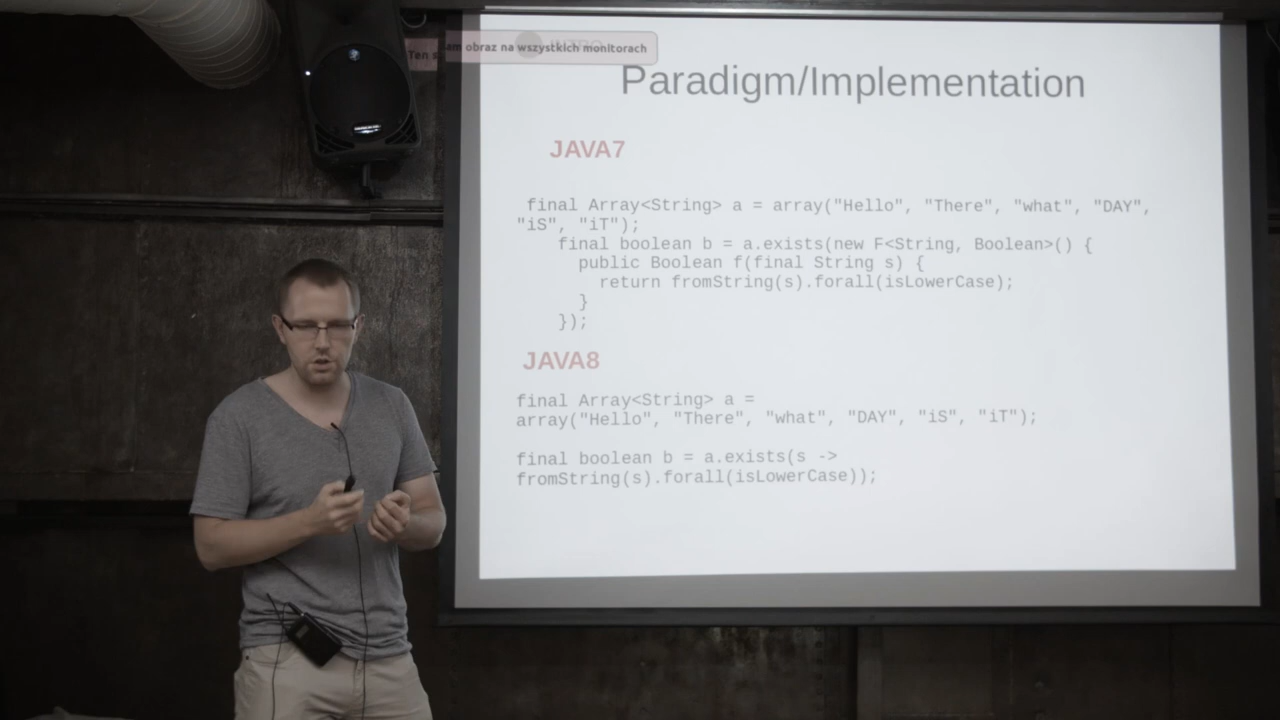 Ten s am obraz na wszystkich monitorach
Paradigm/Implementation
JAVA7
final Array<String> a = array("Hello", "There", "what", "DAY",
"iS", "iT");
final boolean b = a.exists(new F<String, Boolean>() {
public Boolean f(final String s) {
return fromString(s).forall(isLowerCase);
}
});
JAVA8
final Array<String> a =
array("Hello", "There", "what", "DAY", "iS", "iT");
final boolean b = a.exists(s ->
fromString(s).forall(isLowerCase));